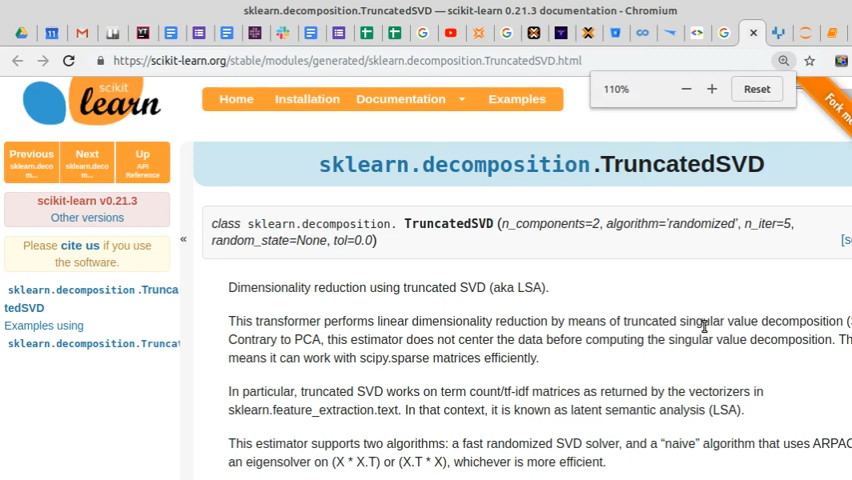 sklearn.decomposition.TruncatedSVD — scikit-learn 0.21.3 documentation - Chromium
https://scikit-learn.org/stable/modules/generated/sklearn.decomposition.TruncatedSVD.html
110% − + Reset
scikit learn
Home Installation Documentation Examples
Fork me
Previous sklearn.deco m...
Next sklearn.deco m...
Up API Reference
scikit-learn v0.21.3
Other versions
Please cite us if you use
the software.
sklearn.decomposition .Trunca
tedSVD
Examples using
sklearn.decomposition.Truncat
«
sklearn.decomposition.TruncatedSVD
class sklearn.decomposition. TruncatedSVD (n_components=2, algorithm='randomized', n_iter=5,
random_state=None, tol=0.0)
[so
Dimensionality reduction using truncated SVD (aka LSA).
This transformer performs linear dimensionality reduction by means of truncated singular value decomposition (
Contrary to PCA, this estimator does not center the data before computing the singular value decomposition. Th
means it can work with scipy.sparse matrices efficiently.
In particular, truncated SVD works on term count/tf-idf matrices as returned by the vectorizers in
sklearn.feature_extraction.text. In that context, it is known as latent semantic analysis (LSA).
This estimator supports two algorithms: a fast randomized SVD solver, and a “naive” algorithm that uses ARPAC
an eigensolver on (X * X.T) or (X.T * X), whichever is more efficient.